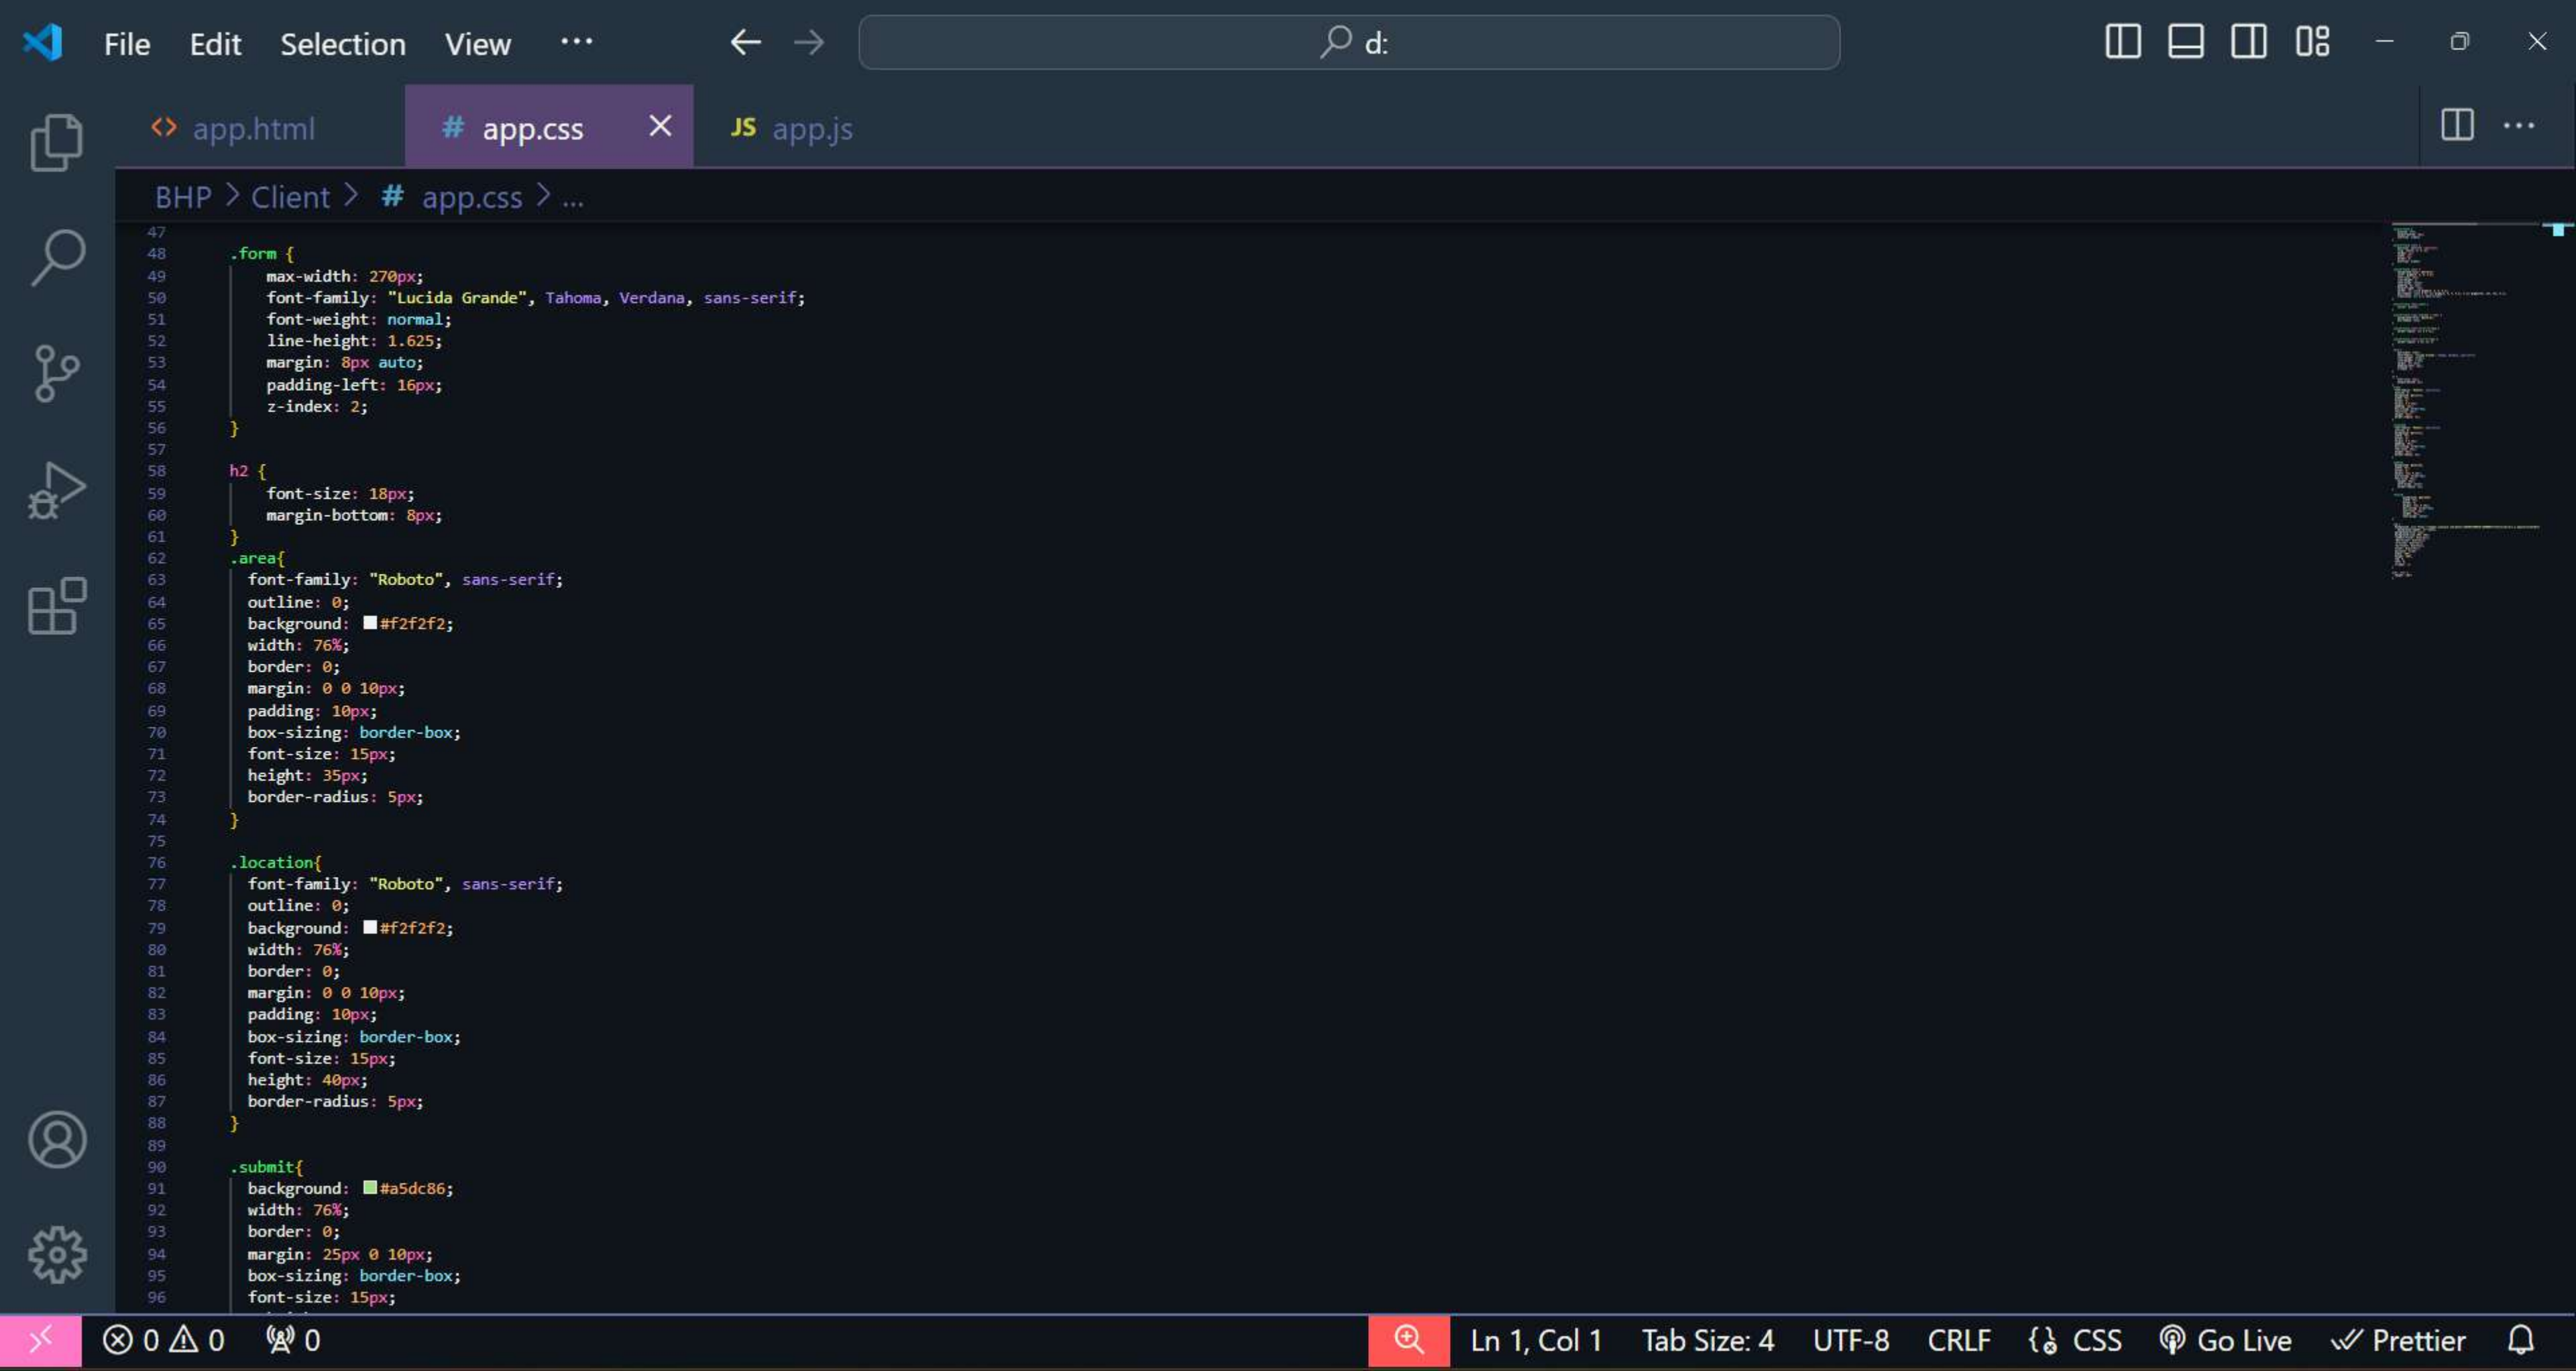 File Edit Selection View ··· d:
app.html # app.css JS app.js
BHP > Client > # app.css > ...
47
48 .form {
49 max-width: 270px;
50 font-family: "Lucida Grande", Tahoma, Verdana, sans-serif;
51 font-weight: normal;
52 line-height: 1.625;
53 margin: 8px auto;
54 padding-left: 16px;
55 z-index: 2;
56 }
57
58 h2 {
59 font-size: 18px;
60 margin-bottom: 8px;
61 }
62 .area{
63 font-family: "Roboto", sans-serif;
64 outline: 0;
65 background: #f2f2f2;
66 width: 76%;
67 border: 0;
68 margin: 0 0 10px;
69 padding: 10px;
70 box-sizing: border-box;
71 font-size: 15px;
72 height: 35px;
73 border-radius: 5px;
74 }
75
76 .location{
77 font-family: "Roboto", sans-serif;
78 outline: 0;
79 background: #f2f2f2;
80 width: 76%;
81 border: 0;
82 margin: 0 0 10px;
83 padding: 10px;
84 box-sizing: border-box;
85 font-size: 15px;
86 height: 40px;
87 border-radius: 5px;
88 }
89
90 .submit{
91 background: #a5dc86;
92 width: 76%;
93 border: 0;
94 margin: 25px 0 10px;
95 box-sizing: border-box;
96 font-size: 15px;
0 0 0 Ln 1, Col 1 Tab Size: 4 UTF-8 CRLF CSS Go Live Prettier